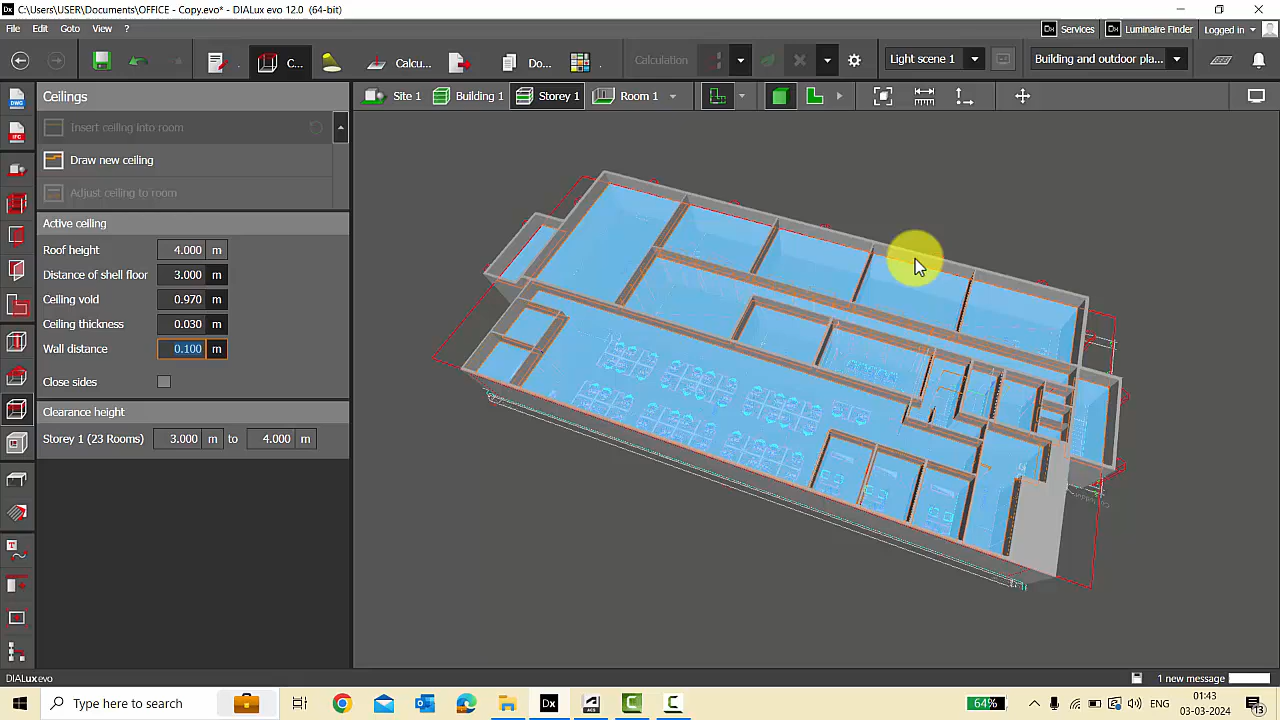 C:\Users\USER\Documents\OFFICE - Copy.evo* - DIALux evo 12.0 (64-bit)
File Edit Goto View ?
Services Luminaire Finder Logged in
C... Calcu... Do... Calculation Light scene 1 Building and outdoor pla...
Ceilings
Site 1 Building 1 Storey 1 Room 1
Insert ceiling into room
Draw new ceiling
Adjust ceiling to room
Active ceiling
Roof height 4.000 m
Distance of shell floor 3.000 m
Ceiling void 0.970 m
Ceiling thickness 0.030 m
Wall distance 0.100 m
Close sides
Clearance height
Storey 1 (23 Rooms) 3.000 m to 4.000 m
DIALux evo
1 new message
Type here to search
64%
ENG
01:43
03-03-2024
13